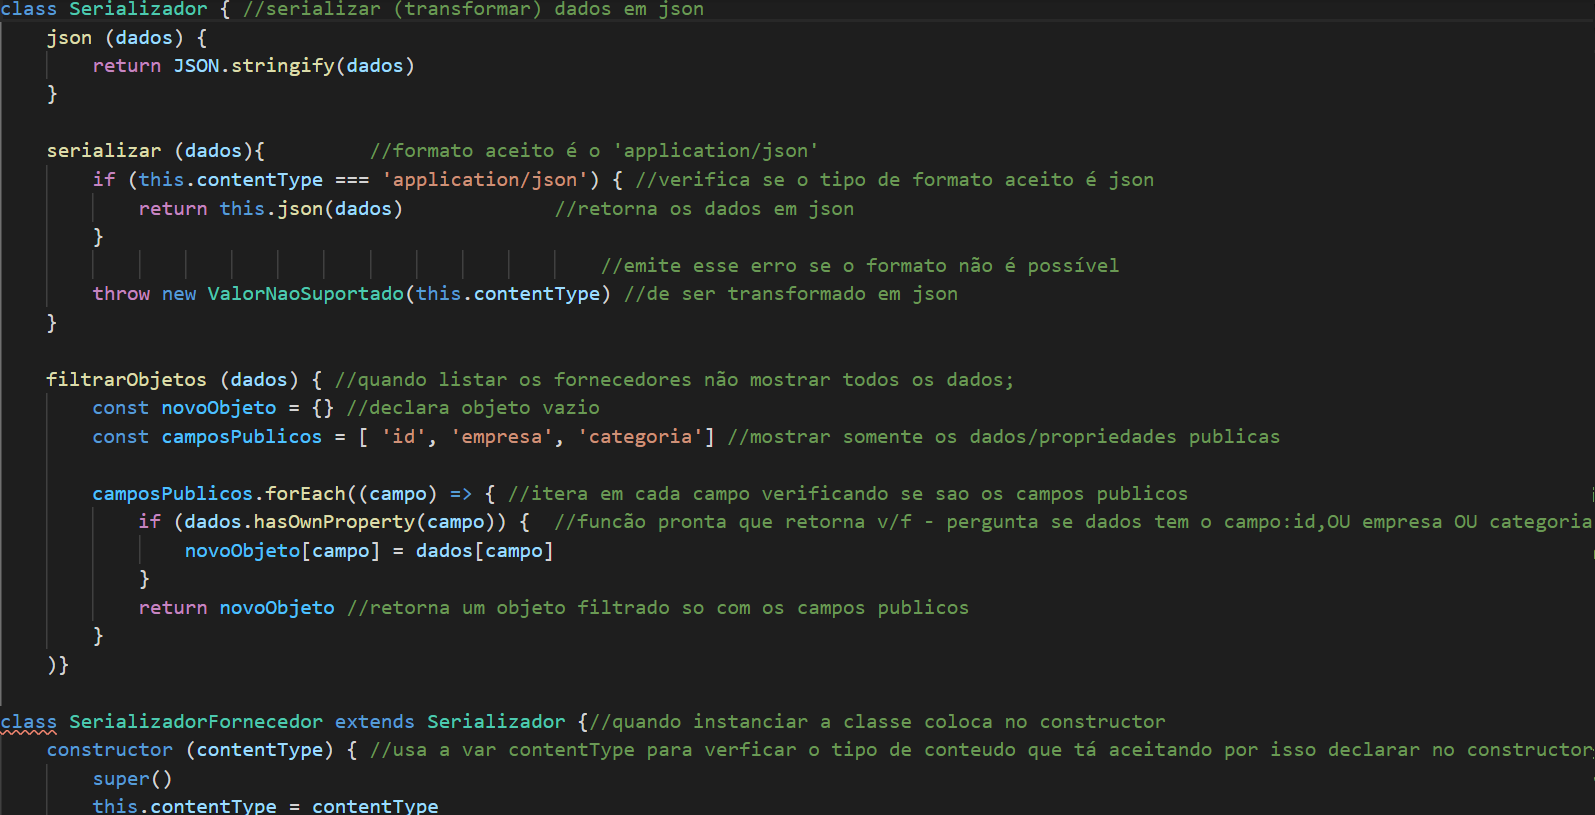 class Serializador { //serializar (transformar) dados em json
    json (dados) {
        return JSON.stringify(dados)
    }
    serializar (dados){         //formato aceito é o 'application/json'
        if (this.contentType === 'application/json') { //verifica se o tipo de formato aceito é json
            return this.json(dados)             //retorna os dados em json
        }
                                                    //emite esse erro se o formato não é possível
        throw new ValorNaoSuportado(this.contentType) //de ser transformado em json
    }
    filtrarObjetos (dados) { //quando listar os fornecedores não mostrar todos os dados;
        const novoObjeto = {} //declara objeto vazio
        const camposPublicos = [ 'id', 'empresa', 'categoria'] //mostrar somente os dados/propriedades publicas
        camposPublicos.forEach((campo) => { //itera em cada campo verificando se sao os campos publicos
            if (dados.hasOwnProperty(campo)) {  //funcão pronta que retorna v/f - pergunta se dados tem o campo:id,OU empresa OU categoria
                novoObjeto[campo] = dados[campo]
            }
            return novoObjeto //retorna um objeto filtrado so com os campos publicos
        }
    )}
class SerializadorFornecedor extends Serializador {//quando instanciar a classe coloca no constructor
    constructor (contentType) { //usa a var contentType para verficar o tipo de conteudo que tá aceitando por isso declarar no constructor
        super()
        this.contentType = contentType